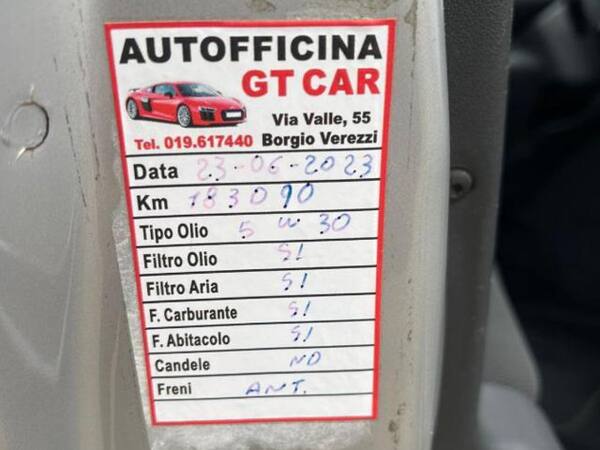 AUTOFFICINA
GT CAR
Via Valle, 55
Tel. 019.617440 Borgio Verezzi
Data 23-06-2023
Km 183090
Tipo Olio 5 W 30
Filtro Olio SI
Filtro Aria SI
F. Carburante SI
F. Abitacolo SI
Candele NO
Freni ANT.